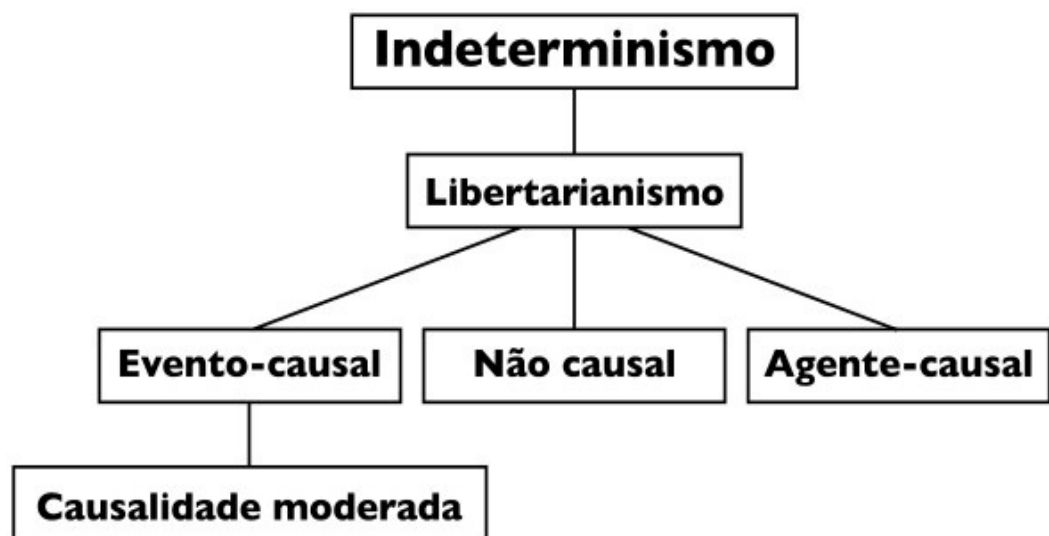 Indeterminismo
Libertarianismo
Evento-causal
Não causal
Agente-causal
Causalidade moderada